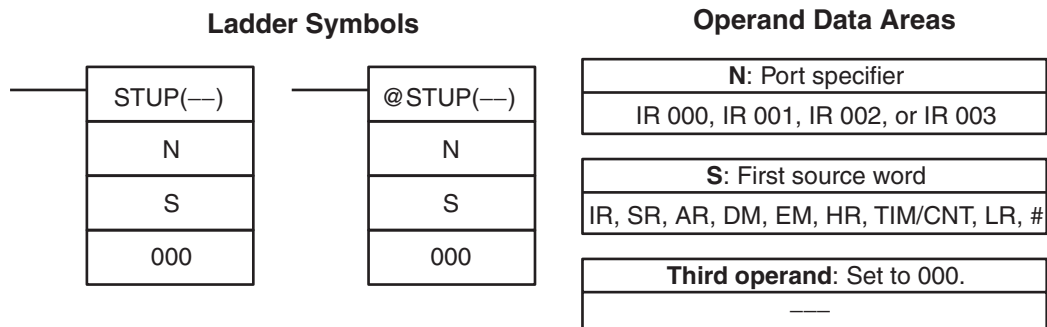 Ladder Symbols
STUP(––)
N
S
000
@STUP(––)
N
S
000
Operand Data Areas
N: Port specifier
IR 000, IR 001, IR 002, or IR 003
S: First source word
IR, SR, AR, DM, EM, HR, TIM/CNT, LR, #
Third operand: Set to 000.
–––